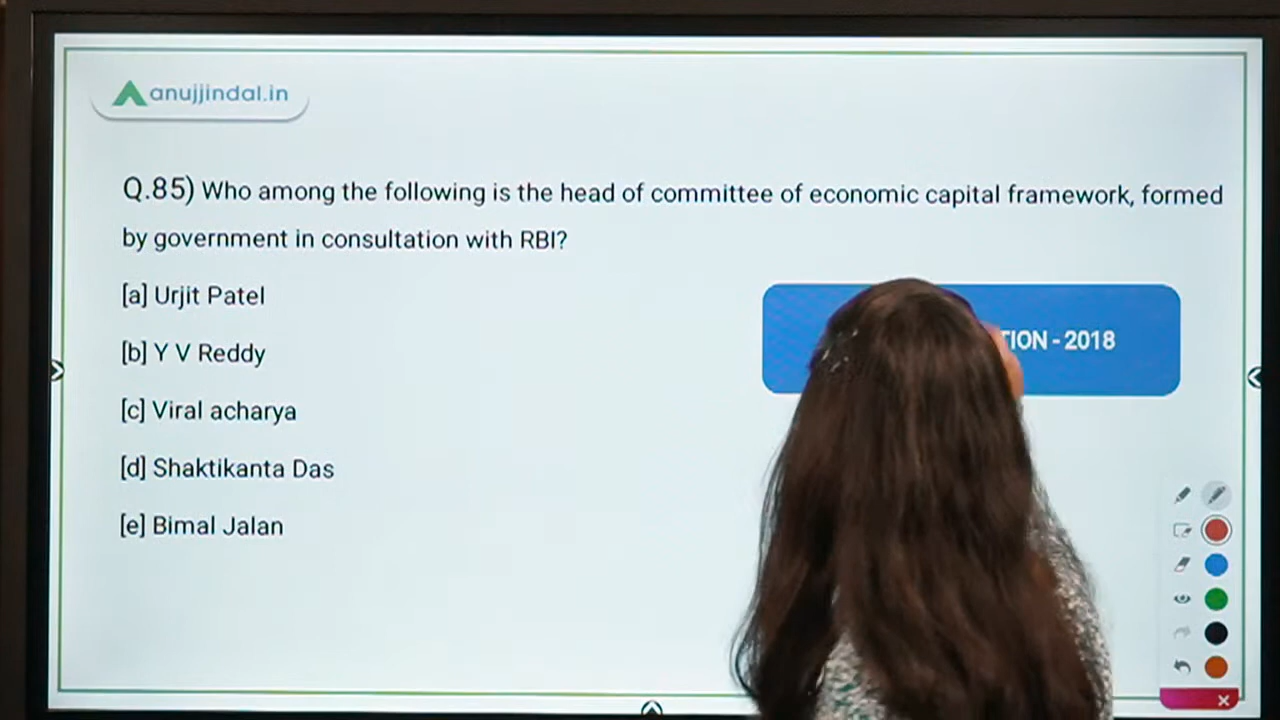 anujjindal.in
Q.85) Who among the following is the head of committee of economic capital framework, formed
by government in consultation with RBI?
[a] Urjit Patel
[b] Y V Reddy
[c] Viral acharya
[d] Shaktikanta Das
[e] Bimal Jalan
- 2018